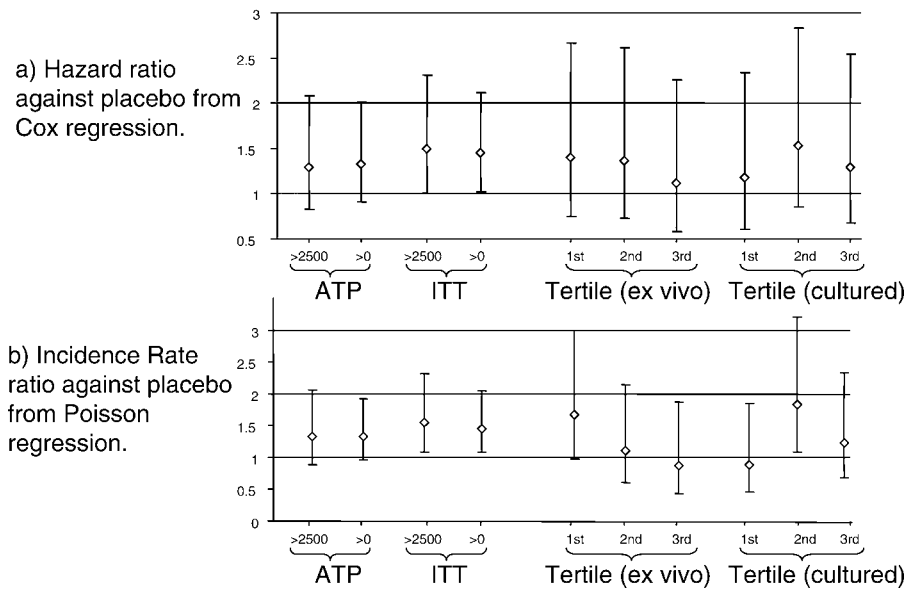 3
2.5
a) Hazard ratio
against placebo from
Cox regression.
2
1.5
1
0.5
>2500 >0 >2500 >0 1st 2nd 3rd 1st 2nd 3rd
ATP ITT Tertile (ex vivo) Tertile (cultured)
3
b) Incidence Rate
ratio against placebo
from Poisson
regression.
2.5
2
1.5
1
0.5
0
>2500 >0 >2500 >0 1st 2nd 3rd 1st 2nd 3rd
ATP ITT Tertile (ex vivo) Tertile (cultured)